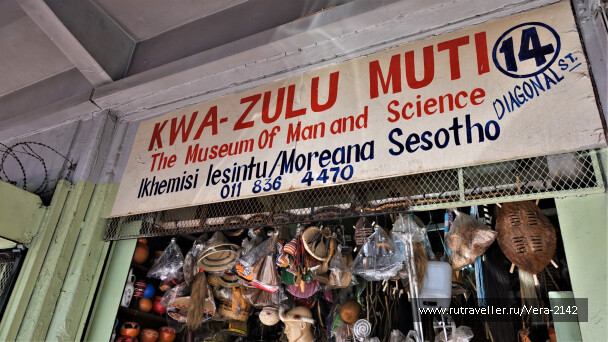 KWA-ZULU MUTI 14
DIAGONAL ST.
The Museum Of Man and Science
Ikhemisi lesintu/Moreana Sesotho
011 836 4470
www.rutraveller.ru/Vera-2142